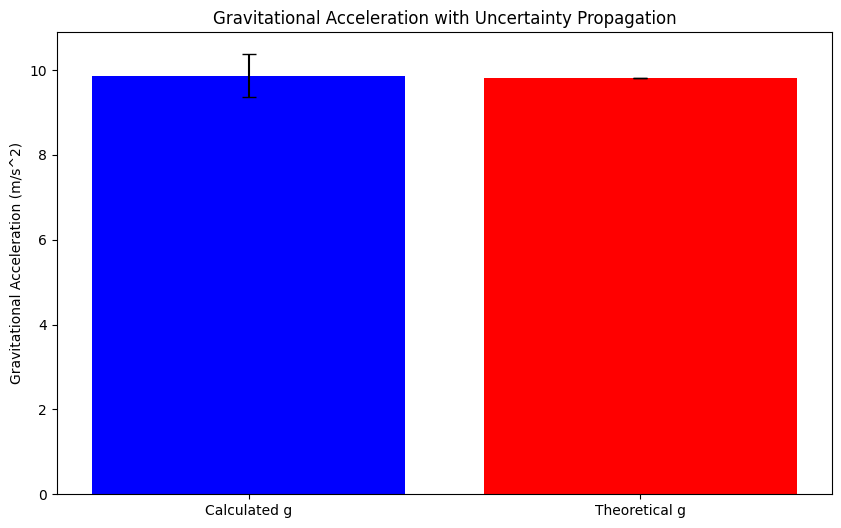 Gravitational Acceleration with Uncertainty Propagation
Gravitational Acceleration (m/s^2)
10
8
6
4
2
0
Calculated g
Theoretical g